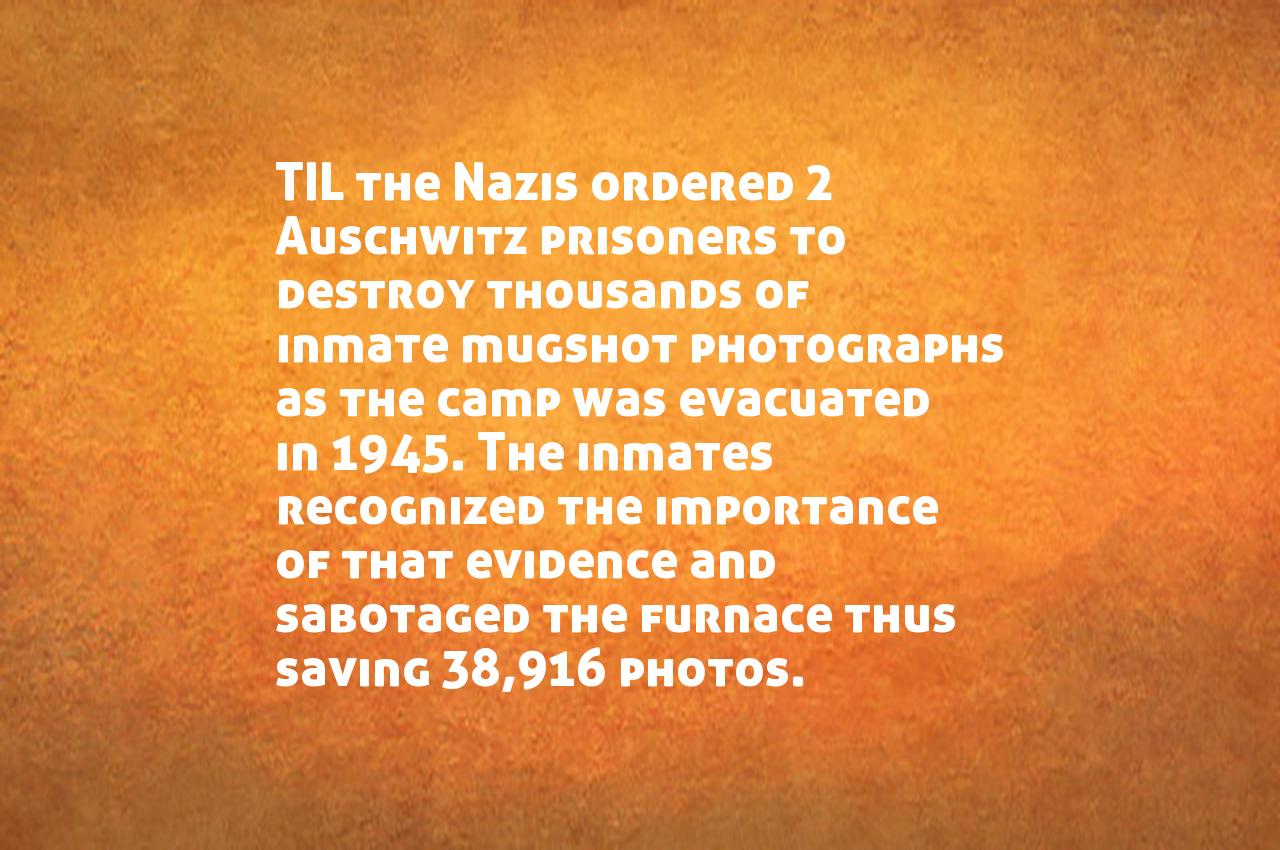 TIL the Nazis ordered 2
Auschwitz prisoners to
destroy thousands of
inmate mugshot photographs
as the camp was evacuated
in 1945. The inmates
recognized the importance
of that evidence and
sabotaged the furnace thus
saving 38,916 photos.